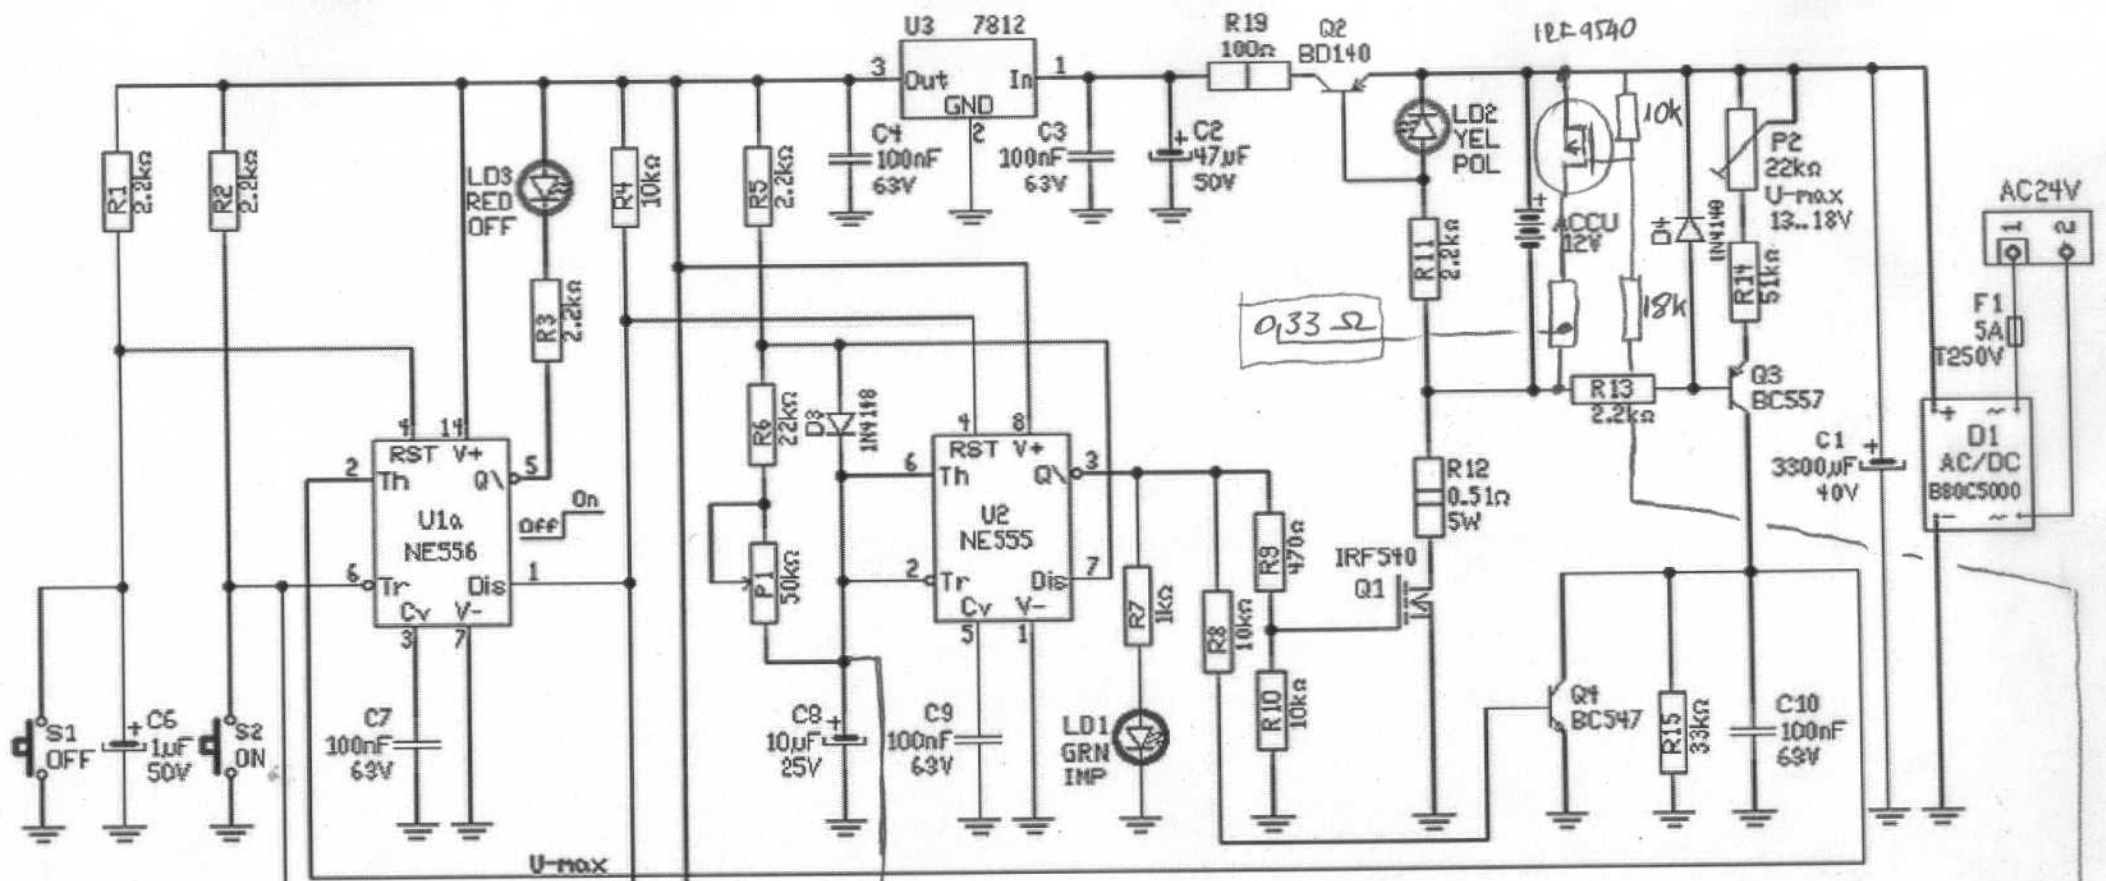 U3 7812
3 Out In 1
GND
2
R19
100Ω
Q2
BD140
IRF9540
R1
2.2kΩ
R2
2.2kΩ
LD3
RED
OFF
R3
2.2kΩ
R4
10kΩ
R5
2.2kΩ
C4
100nF
63V
C3
100nF
63V
C2
+
47µF
50V
LD2
YEL
POL
R11
2.2kΩ
+
ACCU
12V
10k
18k
0,33 Ω
D4
1N4148
P2
22kΩ
U-max
13..18V
R14
51kΩ
AC24V
1 2
F1
5A
T250V
R13
2.2kΩ
Q3
BC557
C1
+
3300µF
40V
+ ~
D1
AC/DC
B80C5000
- ~
4 14
RST V+
2 Th Q\ 5
U1a
NE556
6 Tr Dis 1
Cv V-
3 7
On
Off
R6
22kΩ
D3
1N4148
P1
50kΩ
4 8
RST V+
6 Th Q\ 3
U2
NE555
2 Tr Dis 7
Cv V-
5 1
R7
1kΩ
R8
10kΩ
R9
470Ω
R10
10kΩ
R12
0.51Ω
5W
IRF540
Q1
Q4
BC547
R15
33kΩ
C10
100nF
63V
S1
OFF
+ C6
1µF
50V
S2
ON
C7
100nF
63V
C8
+
10µF
25V
C9
100nF
63V
LD1
GRN
IMP
U-max